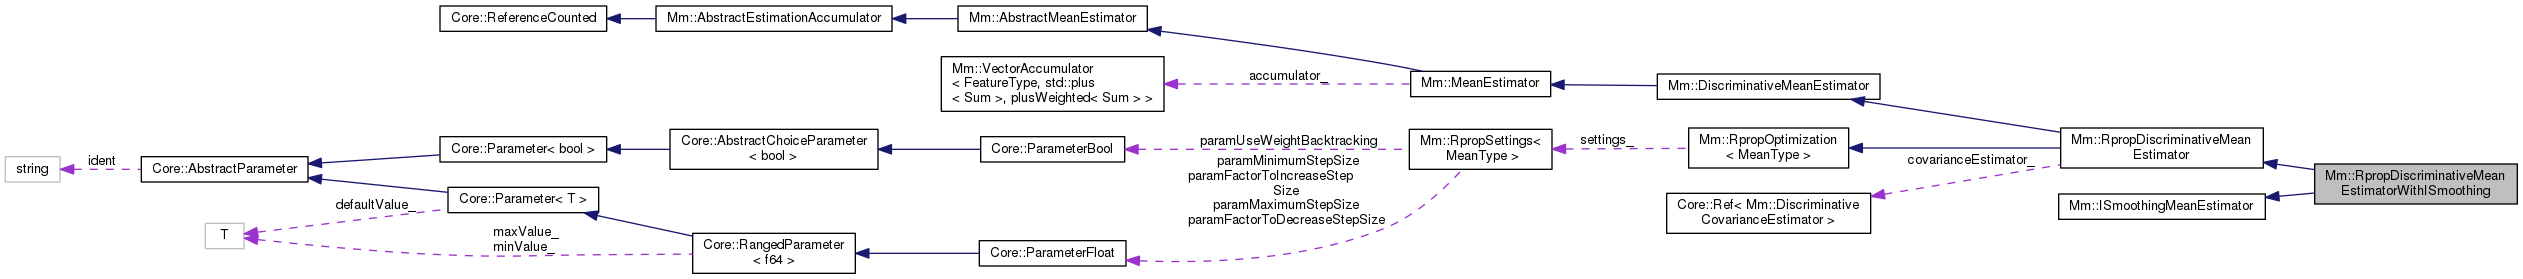 Core::ReferenceCounted
Mm::AbstractEstimationAccumulator
Mm::AbstractMeanEstimator
Mm::VectorAccumulator
< FeatureType, std::plus
< Sum >, plusWeighted< Sum > >
accumulator_
Mm::MeanEstimator
Mm::DiscriminativeMeanEstimator
string
ident
Core::AbstractParameter
Core::Parameter< bool >
Core::AbstractChoiceParameter
< bool >
Core::ParameterBool
paramUseWeightBacktracking
paramMinimumStepSize
paramFactorToIncreaseStep
Size
paramMaximumStepSize
paramFactorToDecreaseStepSize
Mm::RpropSettings<
MeanType >
settings_
Mm::RpropOptimization
< MeanType >
covarianceEstimator_
Mm::RpropDiscriminativeMean
Estimator
Mm::RpropDiscriminativeMean
EstimatorWithISmoothing
Core::Parameter< T >
defaultValue_
T
maxValue_
minValue_
Core::RangedParameter
< f64 >
Core::ParameterFloat
Core::Ref< Mm::Discriminative
CovarianceEstimator >
Mm::ISmoothingMeanEstimator